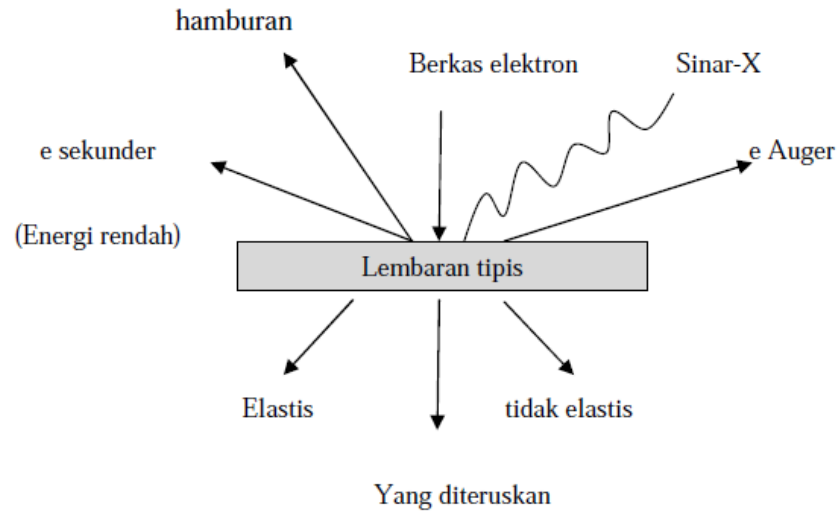 hamburan
Berkas elektron
Sinar-X
e sekunder
e Auger
(Energi rendah)
Lembaran tipis
Elastis
tidak elastis
Yang diteruskan